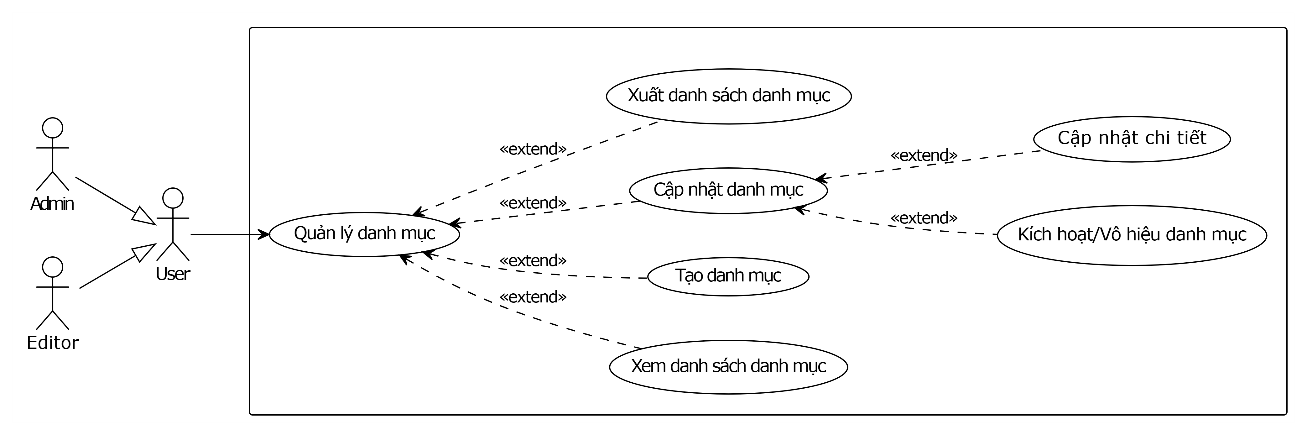 Admin
Editor
User
Quản lý danh mục
«extend»
Xuất danh sách danh mục
«extend»
Cập nhật danh mục
«extend»
Cập nhật chi tiết
«extend»
Kích hoạt/Vô hiệu danh mục
«extend»
Tạo danh mục
«extend»
Xem danh sách danh mục